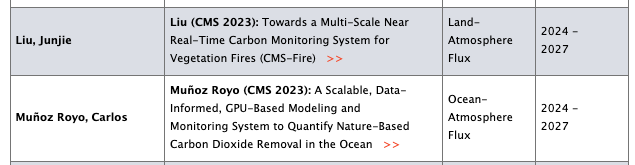 Liu, Junjie
Liu (CMS 2023): Towards a Multi-Scale Near
Real-Time Carbon Monitoring System for
Vegetation Fires (CMS-Fire) >>
Land-
Atmosphere
Flux
2024 –
2027
Muñoz Royo, Carlos
Muñoz Royo (CMS 2023): A Scalable, Data-
Informed, GPU-Based Modeling and
Monitoring System to Quantify Nature-Based
Carbon Dioxide Removal in the Ocean >>
Ocean-
Atmosphere
Flux
2024 –
2027